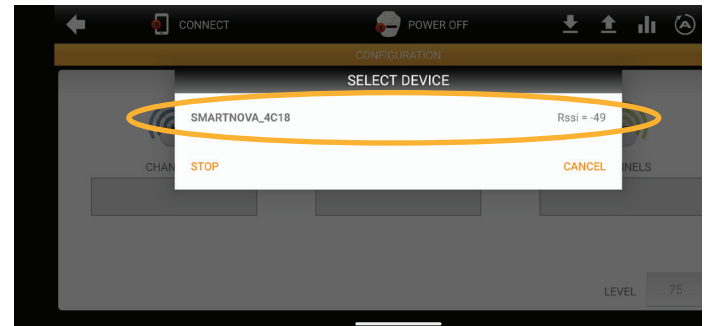 CONNECT
POWER OFF
CONFIGURATION
SELECT DEVICE
SMARTNOVA_4C18
Rssi = -49
CHAN
NELS
STOP
CANCEL
LEVEL
75